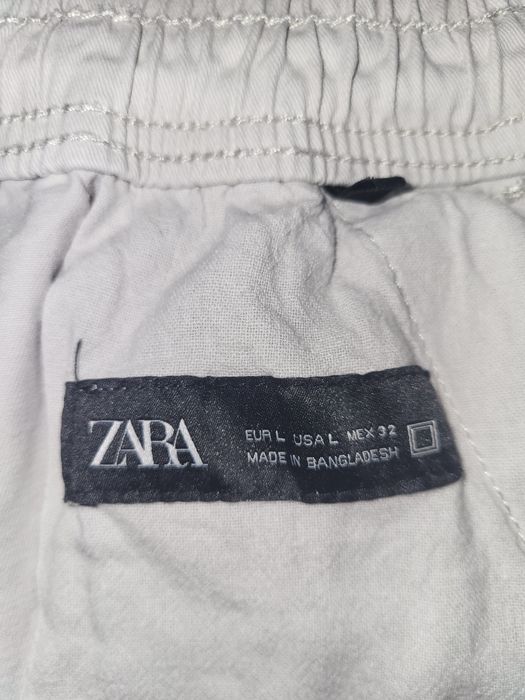 ZARA
EUR L USA L MEX 32
MADE IN BANGLADESH